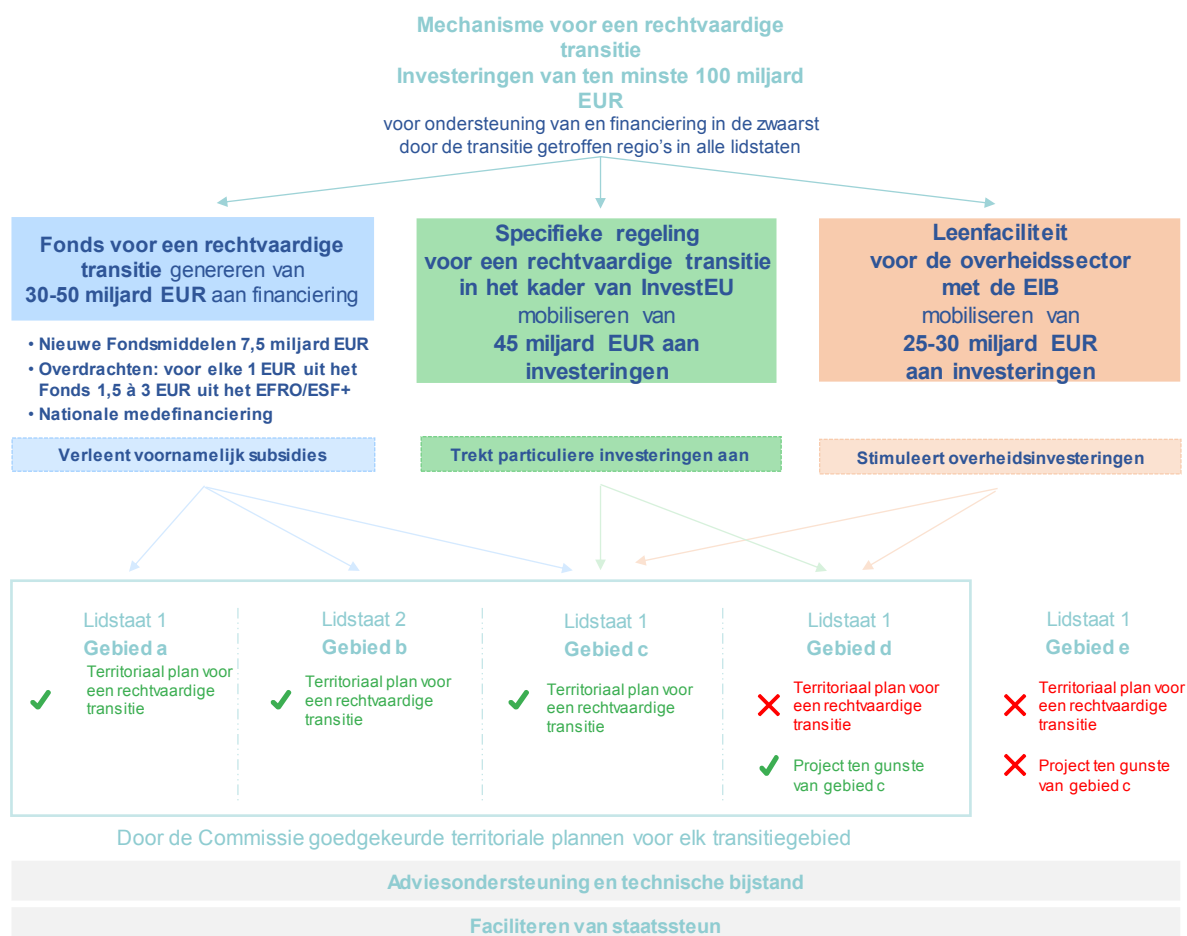 Mechanisme voor een rechtvaardige
transitie
Investeringen van ten minste 100 miljard
EUR
voor ondersteuning van en financiering in de zwaarst
door de transitie getroffen regio's in alle lidstaten
Fonds voor een rechtvaardige
transitie genereren van
30-50 miljard EUR aan financiering
• Nieuwe Fondsmiddelen 7,5 miljard EUR
• Overdrachten: voor elke 1 EUR uit het
Fonds 1,5 à 3 EUR uit het EFRO/ESF+
• Nationale medefinanciering
Verleent voornamelijk subsidies
Specifieke regeling
voor een rechtvaardige transitie
in het kader van InvestEU
mobiliseren van
45 miljard EUR aan
investeringen
Trekt particuliere investeringen aan
Leenfaciliteit
voor de overheidssector
met de EIB
mobiliseren van
25-30 miljard EUR
aan investeringen
Stimuleert overheidsinvesteringen
Lidstaat 1
Gebied a
Territoriaal plan voor
een rechtvaardige
transitie
Lidstaat 2
Gebied b
Territoriaal plan voor
een rechtvaardige
transitie
Lidstaat 1
Gebied c
Territoriaal plan voor
een rechtvaardige
transitie
Lidstaat 1
Gebied d
Territoriaal plan voor
een rechtvaardige
transitie
Project ten gunste
van gebied c
Lidstaat 1
Gebied e
Territoriaal plan voor
een rechtvaardige
transitie
Project ten gunste
van gebied c
Door de Commissie goedgekeurde territoriale plannen voor elk transitiegebied
Adviesondersteuning en technische bijstand
Faciliteren van staatssteun